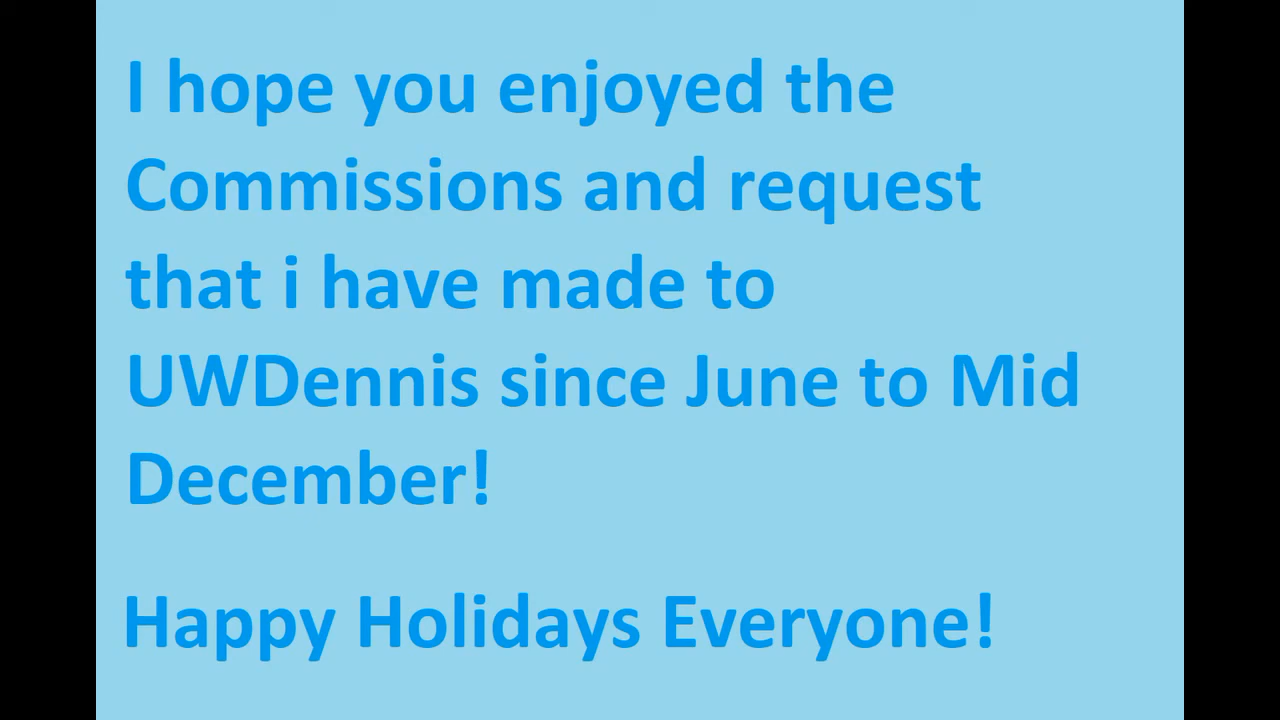 I hope you enjoyed the
Commissions and request
that i have made to
UWDennis since June to Mid
December!
Happy Holidays Everyone!